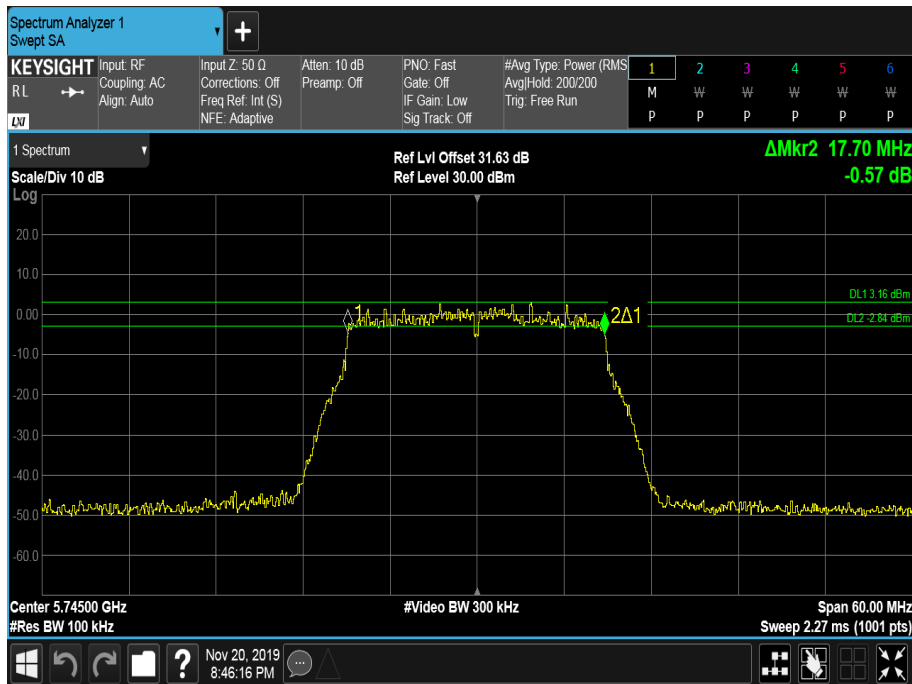 Spectrum Analyzer 1
Swept SA
+
KEYSIGHT
RL
LXI
Input: RF
Coupling: AC
Align: Auto
Input Z: 50 Ω
Corrections: Off
Freq Ref: Int (S)
NFE: Adaptive
Atten: 10 dB
Preamp: Off
PNO: Fast
Gate: Off
IF Gain: Low
Sig Track: Off
#Avg Type: Power (RMS
Avg|Hold: 200/200
Trig: Free Run
1 2 3 4 5 6
M W W W W W
P P P P P P
1 Spectrum
Scale/Div 10 dB
Log
Ref Lvl Offset 31.63 dB
Ref Level 30.00 dBm
ΔMkr2 17.70 MHz
-0.57 dB
20.0
10.0
DL1 3.16 dBm
0.00
1
2Δ1
DL2 -2.84 dBm
-10.0
-20.0
-30.0
-40.0
-50.0
-60.0
Center 5.74500 GHz
#Video BW 300 kHz
Span 60.00 MHz
#Res BW 100 kHz
Sweep 2.27 ms (1001 pts)
?
Nov 20, 2019
8:46:16 PM